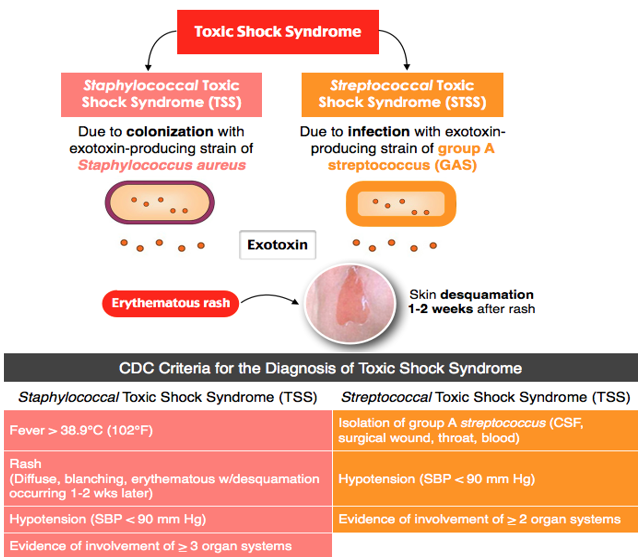 Toxic Shock Syndrome
Staphylococcal Toxic
Shock Syndrome (TSS)
Streptococcal Toxic
Shock Syndrome (STSS)
Due to colonization with
exotoxin-producing strain of
Staphylococcus aureus
Due to infection with exotoxin-
producing strain of group A
streptococcus (GAS)
Exotoxin
Erythematous rash
Skin desquamation
1-2 weeks after rash
CDC Criteria for the Diagnosis of Toxic Shock Syndrome
Staphylococcal Toxic Shock Syndrome (TSS)
Streptococcal Toxic Shock Syndrome (TSS)
Fever > 38.9°C (102°F)
Isolation of group A streptococcus (CSF,
surgical wound, throat, blood)
Rash
(Diffuse, blanching, erythematous w/desquamation
occurring 1-2 wks later)
Hypotension (SBP < 90 mm Hg)
Hypotension (SBP < 90 mm Hg)
Evidence of involvement of ≥ 2 organ systems
Evidence of involvement of ≥ 3 organ systems